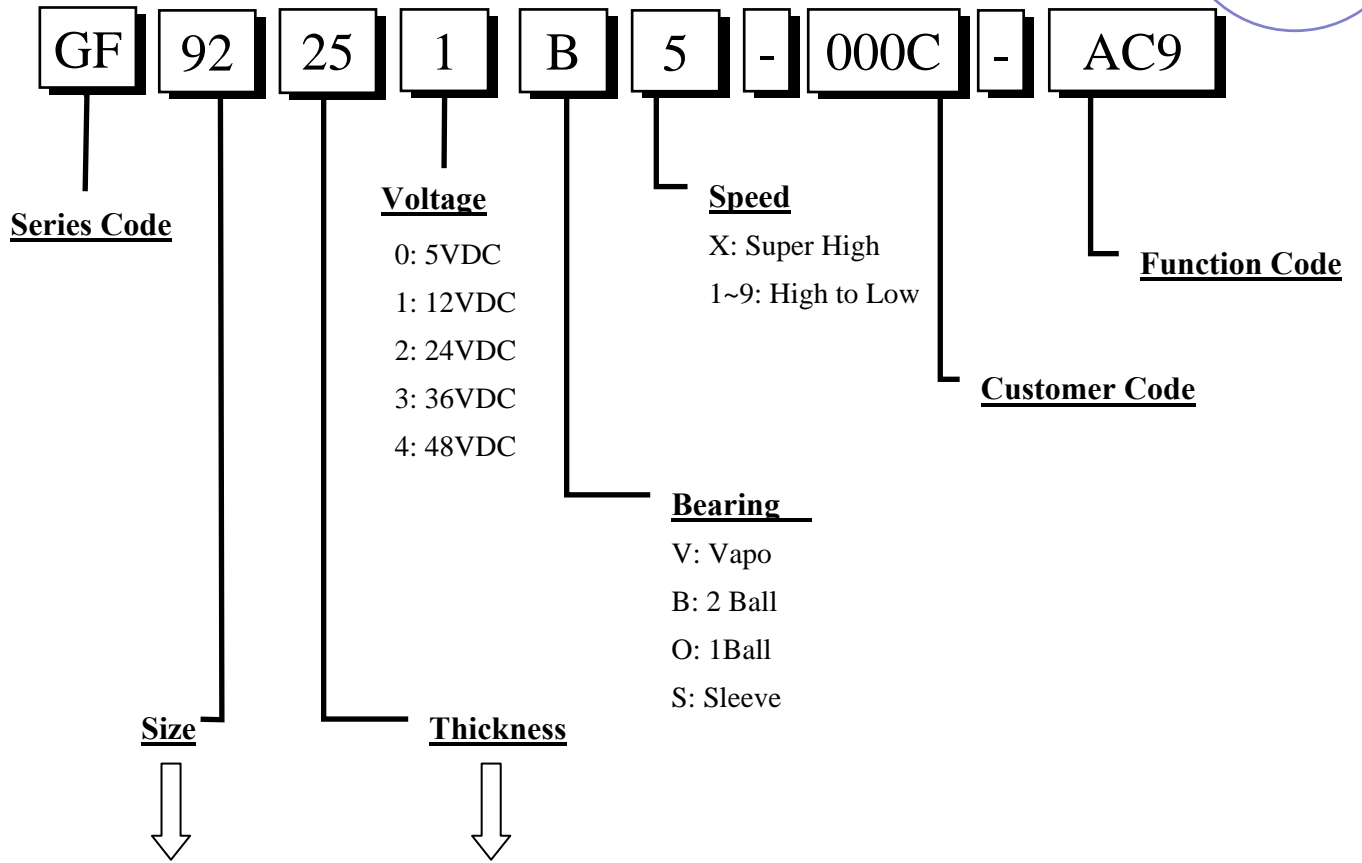 GF 92 25 1 B 5 - 000C - AC9
Series Code
Voltage
0: 5VDC
1: 12VDC
2: 24VDC
3: 36VDC
4: 48VDC
Speed
X: Super High
1~9: High to Low
Function Code
Customer Code
Bearing
V: Vapo
B: 2 Ball
O: 1Ball
S: Sleeve
Size
Thickness